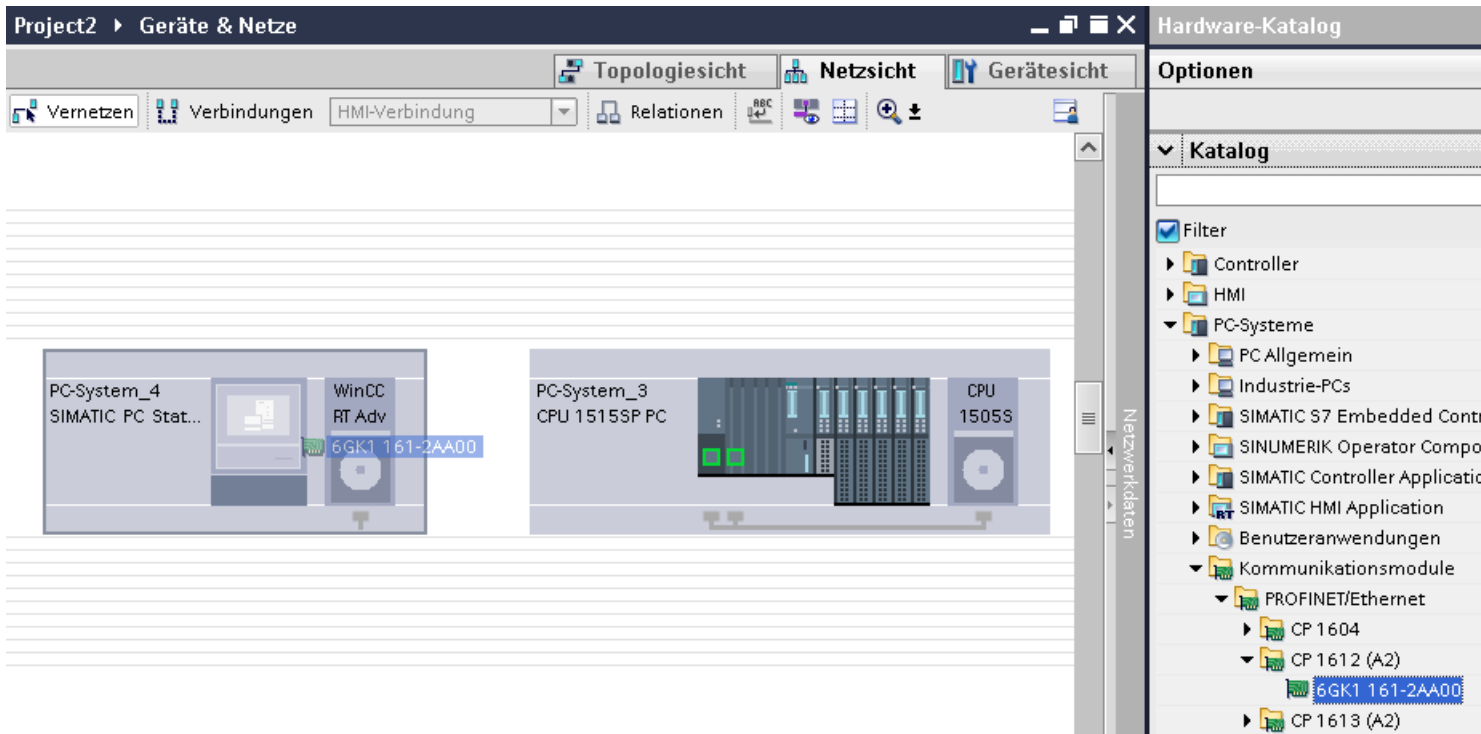 Project2 ▸ Geräte & Netze
Topologiesicht Netzsicht Gerätesicht
Vernetzen Verbindungen HMI-Verbindung Relationen ABC
PC-System_4
SIMATIC PC Stat...
WinCC
RT Adv
6GK1 161-2AA00
PC-System_3
CPU 1515SP PC
CPU
1505S
Netzwerkdaten
Hardware-Katalog
Optionen
Katalog
Filter
Controller
HMI
PC-Systeme
PC Allgemein
Industrie-PCs
SIMATIC S7 Embedded Contr
SINUMERIK Operator Compo
SIMATIC Controller Applicatio
RT SIMATIC HMI Application
Benutzeranwendungen
Kommunikationsmodule
PROFINET/Ethernet
CP 1604
CP 1612 (A2)
6GK1 161-2AA00
CP 1613 (A2)